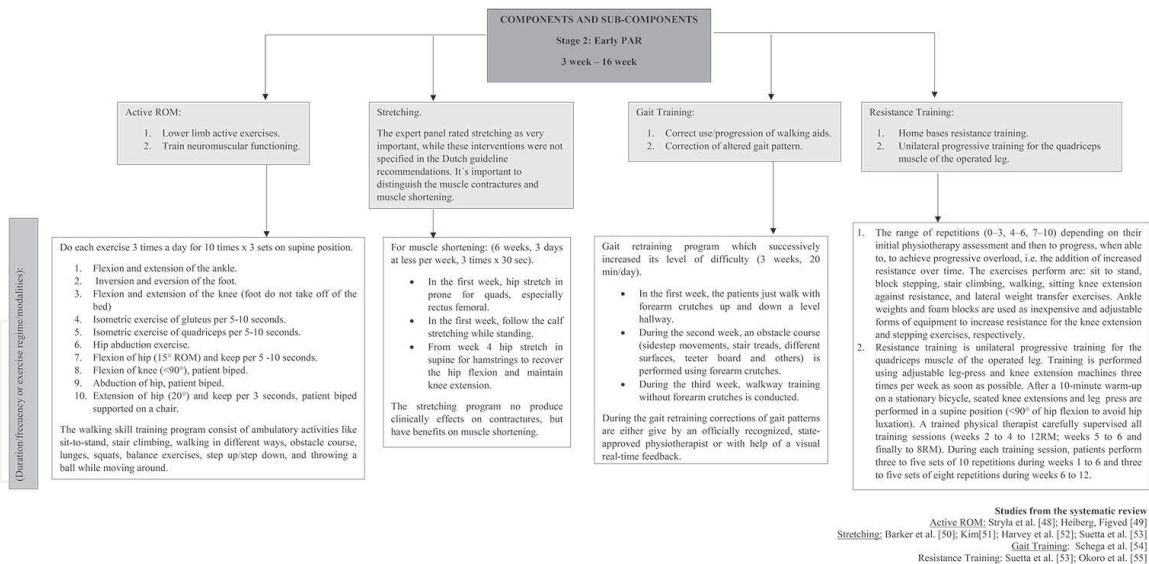 COMPONENTS AND SUB-COMPONENTS
Stage 2: Early PAR
3 week – 16 week
Active ROM:
1. Lower limb active exercises.
2. Train neuromuscular functioning.
Stretching.
The expert panel rated stretching as very
important, while these interventions were not
specified in the Dutch guideline
recommendations. It´s important to
distinguish the muscle contractures and
muscle shortening.
Gait Training:
1. Correct use/progression of walking aids.
2. Correction of altered gait pattern.
Resistance Training:
1. Home bases resistance training.
2. Unilateral progressive training for the quadriceps
muscle of the operated leg.
(Duration/frecuency or exercise regime/modalities):
Do each exercise 3 times a day for 10 times x 3 sets on supine position.
1. Flexion and extension of the ankle.
2. Inversion and eversion of the foot.
3. Flexion and extension of the knee (foot do not take off of the
bed)
4. Isometric exercise of gluteus per 5-10 seconds.
5. Isometric exercise of quadriceps per 5-10 seconds.
6. Hip abduction exercise.
7. Flexion of hip (15° ROM) and keep per 5 -10 seconds.
8. Flexion of knee (<90°), patient biped.
9. Abduction of hip, patient biped.
10. Extension of hip (20°) and keep per 3 seconds, patient biped
supported on a chair.
The walking skill training program consist of ambulatory activities like
sit-to-stand, stair climbing, walking in different ways, obstacle course,
lunges, squats, balance exercises, step up/step down, and throwing a
ball while moving around.
For muscle shortening: (6 weeks, 3 days
at less per week, 3 times x 30 sec).
• In the first week, hip stretch in
prone for quads, especially
rectus femoral.
• In the first week, follow the calf
stretching while standing.
• From week 4 hip stretch in
supine for hamstrings to recover
the hip flexion and maintain
knee extension.
The stretching program no produce
clinically effects on contractures, but
have benefits on muscle shortening.
Gait retraining program which successively
increased its level of difficulty (3 weeks, 20
min/day).
• In the first week, the patients just walk with
forearm crutches up and down a level
hallway.
• During the second week, an obstacle course
(sidestep movements, stair treads, different
surfaces, teeter board and others) is
performed using forearm crutches.
• During the third week, walkway training
without forearm crutches is conducted.
During the gait retraining corrections of gait patterns
are either give by an officially recognized, state-
approved physiotherapist or with help of a visual
real-time feedback.
1. The range of repetitions (0–3, 4–6, 7–10) depending on their
initial physiotherapy assessment and then to progress, when able
to, to achieve progressive overload, i.e. the addition of increased
resistance over time. The exercises perform are: sit to stand,
block stepping, stair climbing, walking, sitting knee extension
against resistance, and lateral weight transfer exercises. Ankle
weights and foam blocks are used as inexpensive and adjustable
forms of equipment to increase resistance for the knee extension
and stepping exercises, respectively.
2. Resistance training is unilateral progressive training for the
quadriceps muscle of the operated leg. Training is performed
using adjustable leg-press and knee extension machines three
times per week as soon as possible. After a 10-minute warm-up
on a stationary bicycle, seated knee extensions and leg press are
performed in a supine position (<90° of hip flexion to avoid hip
luxation). A trained physical therapist carefully supervised all
training sessions (weeks 2 to 4 to 12RM; weeks 5 to 6 and
finally to 8RM). During each training session, patients perform
three to five sets of 10 repetitions during weeks 1 to 6 and three
to five sets of eight repetitions during weeks 6 to 12.
Studies from the systematic review
Active ROM: Stryla et al. [48]; Heiberg, Figved [49]
Stretching: Barker et al. [50]; Kim[51]; Harvey et al. [52]; Suetta et al. [53]
Gait Training: Schega et al. [54]
Resistance Training: Suetta et al. [53]; Okoro et al. [55]